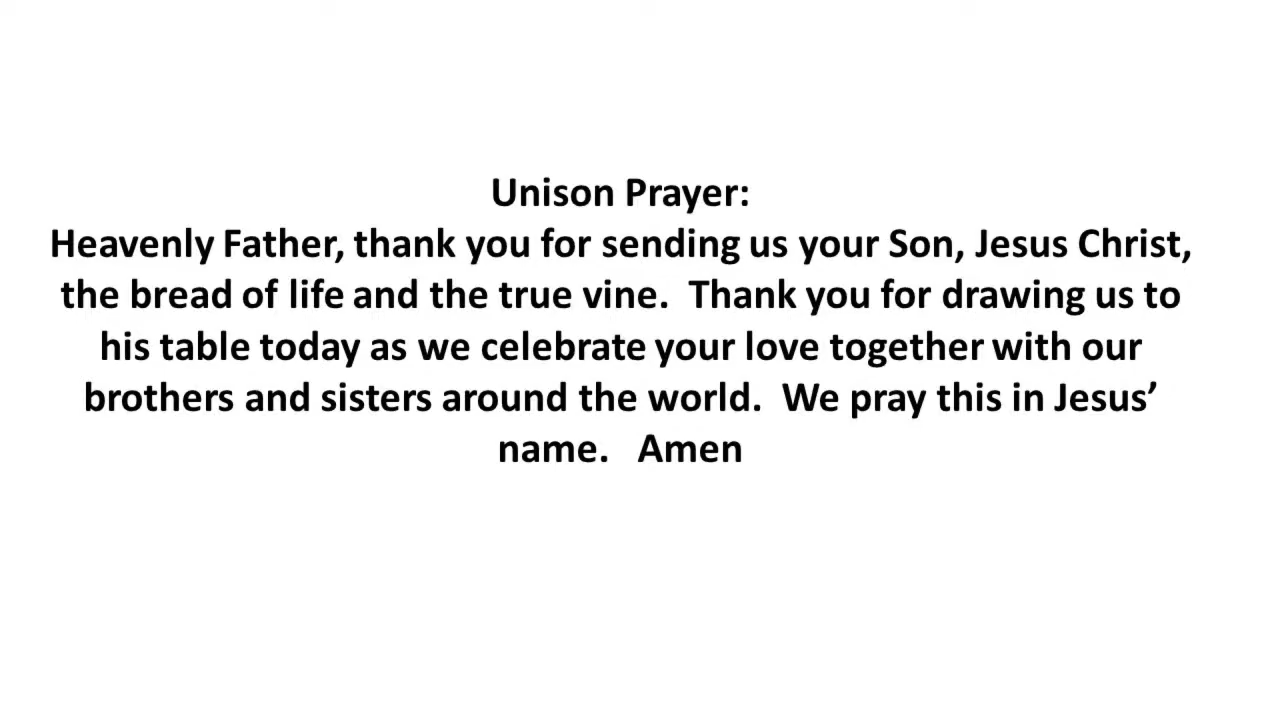 Unison Prayer:
Heavenly Father, thank you for sending us your Son, Jesus Christ,
the bread of life and the true vine.  Thank you for drawing us to
his table today as we celebrate your love together with our
brothers and sisters around the world.  We pray this in Jesus’
name.   Amen